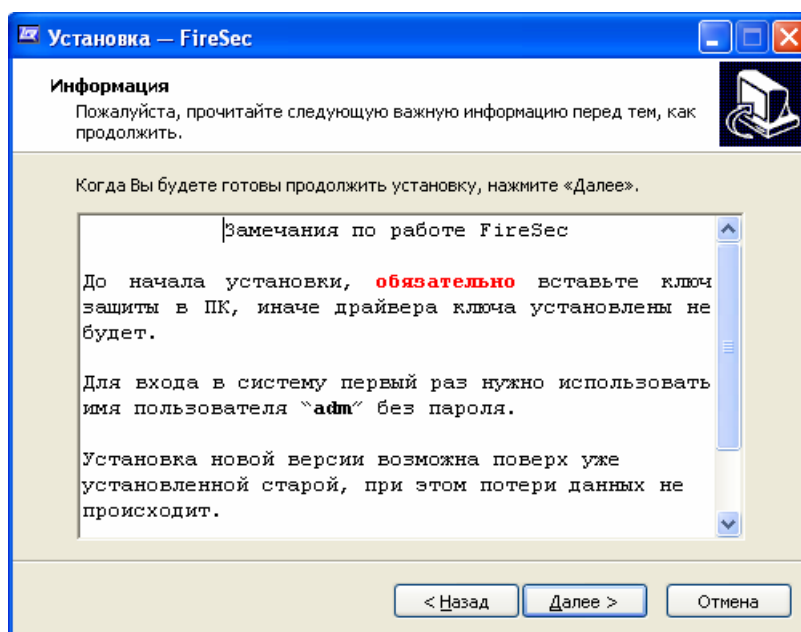 Установка — FireSec
Информация
Пожалуйста, прочитайте следующую важную информацию перед тем, как
продолжить.
Когда Вы будете готовы продолжить установку, нажмите «Далее».
Замечания по работе FireSec
До начала установки, обязательно вставьте ключ
защиты в ПК, иначе драйвера ключа установлены не
будет.
Для входа в систему первый раз нужно использовать
имя пользователя "adm" без пароля.
Установка новой версии возможна поверх уже
установленной старой, при этом потери данных не
происходит.
< Назад
Далее >
Отмена